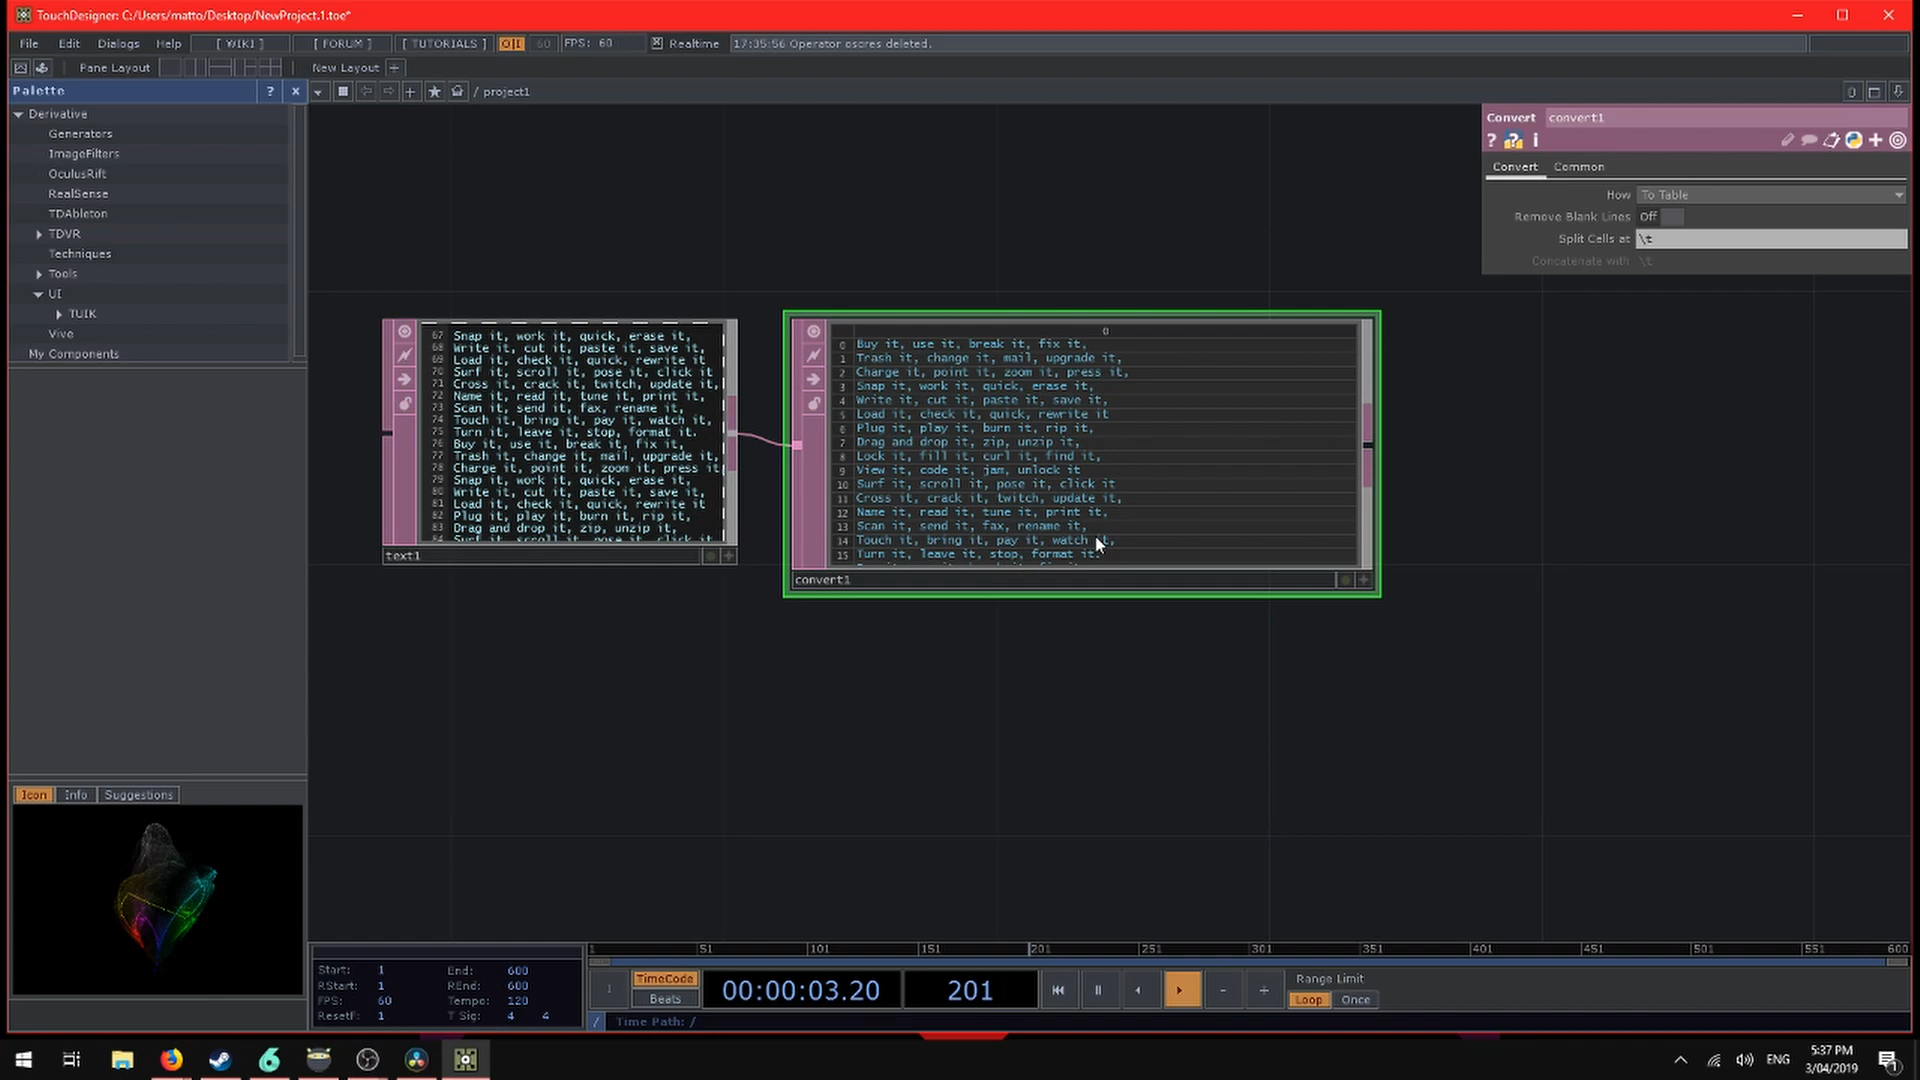 TouchDesigner: C:/Users/matto/Desktop/NewProject.1.toe*
File Edit Dialogs Help [ WIKI ] [ FORUM ] [ TUTORIALS ] O|I 60 FPS: 60 Realtime 17:35:56 Operator oscres deleted.
Pane Layout New Layout +
Palette ? x / project1
Derivative
Generators
ImageFilters
OculusRift
RealSense
TDAbleton
TDVR
Techniques
Tools
UI
TUIK
Vive
My Components
Convert convert1
Convert Common
How To Table
Remove Blank Lines Off
Split Cells at \t
Concatenate with \t
67 Snap it, work it, quick, erase it,
68 Write it, cut it, paste it, save it,
69 Load it, check it, quick, rewrite it
70 Surf it, scroll it, pose it, click it
71 Cross it, crack it, twitch, update it,
72 Name it, read it, tune it, print it,
73 Scan it, send it, fax, rename it,
74 Touch it, bring it, pay it, watch it,
75 Turn it, leave it, stop, format it.
76 Buy it, use it, break it, fix it,
77 Trash it, change it, mail, upgrade it,
78 Charge it, point it, zoom it, press it
79 Snap it, work it, quick, erase it,
80 Write it, cut it, paste it, save it,
81 Load it, check it, quick, rewrite it
82 Plug it, play it, burn it, rip it,
83 Drag and drop it, zip, unzip it,
84 Surf it, scroll it, pose it, click it
text1
0
0 Buy it, use it, break it, fix it,
1 Trash it, change it, mail, upgrade it,
2 Charge it, point it, zoom it, press it,
3 Snap it, work it, quick, erase it,
4 Write it, cut it, paste it, save it,
5 Load it, check it, quick, rewrite it
6 Plug it, play it, burn it, rip it,
7 Drag and drop it, zip, unzip it,
8 Lock it, fill it, curl it, find it,
9 View it, code it, jam, unlock it
10 Surf it, scroll it, pose it, click it
11 Cross it, crack it, twitch, update it,
12 Name it, read it, tune it, print it,
13 Scan it, send it, fax, rename it,
14 Touch it, bring it, pay it, watch it,
15 Turn it, leave it, stop, format it.
convert1
Icon Info Suggestions
Start: 1 End: 600
RStart: 1 REnd: 600
FPS: 60 Tempo: 120
ResetF: 1 T Sig: 4 4
1 51 101 151 201 251 301 351 401 451 501 551 600
1 TimeCode Beats 00:00:03.20 201 Range Limit
Loop Once
/ Time Path: /
ENG 5:37 PM
3/04/2019
1